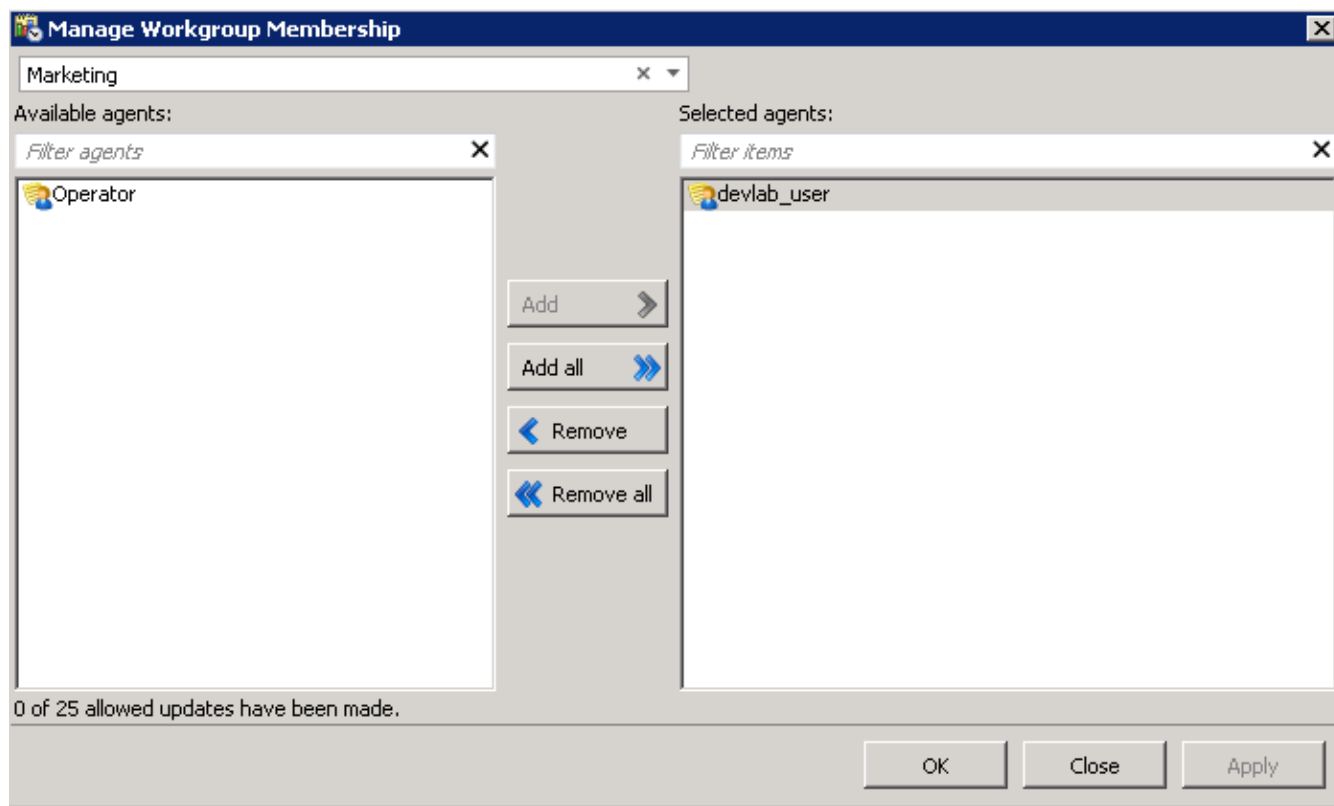 Manage Workgroup Membership
Marketing
Available agents:
Selected agents:
Filter agents
Filter items
Operator
devlab_user
Add
Add all
Remove
Remove all
0 of 25 allowed updates have been made.
OK
Close
Apply